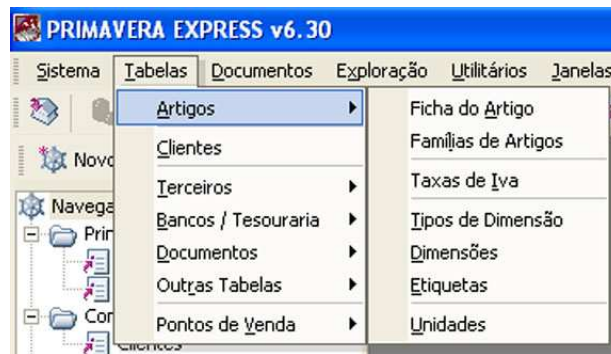 PRIMAVERA EXPRESS v6.30
Sistema Tabelas Documentos Exploração Utilitários Janelas
Artigos
Clientes
Terceiros
Bancos / Tesouraria
Documentos
Outras Tabelas
Pontos de Venda
Ficha do Artigo
Famílias de Artigos
Taxas de Iva
Tipos de Dimensão
Dimensões
Etiquetas
Unidades
Novo
Navega
Prin
Con
Clientes